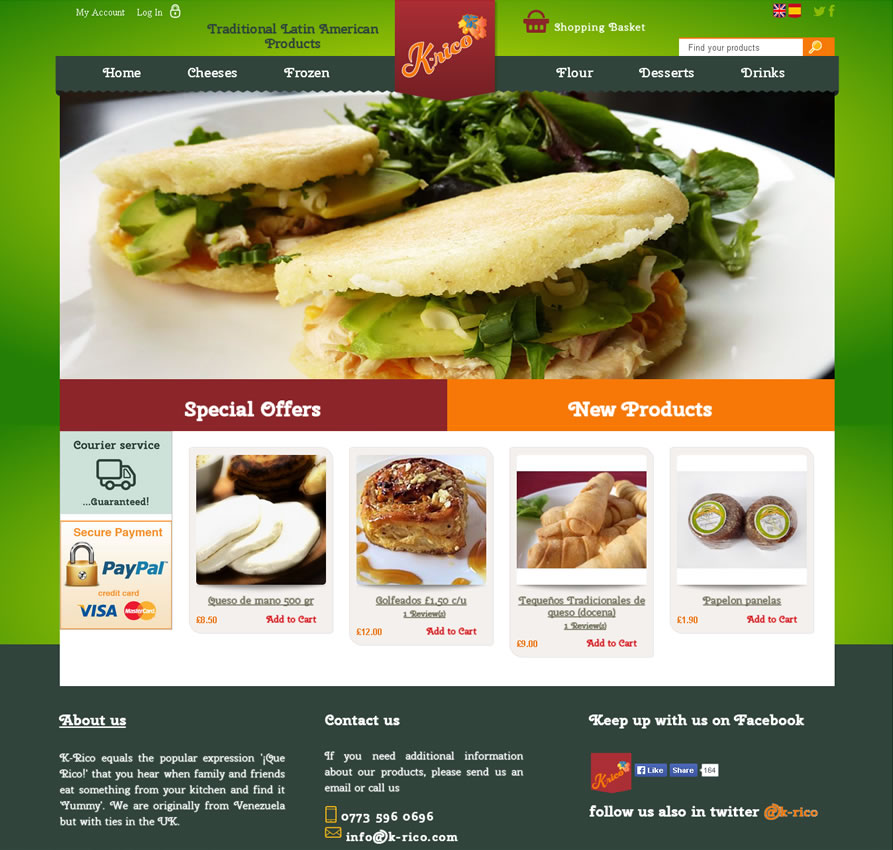 My Account Log In
Traditional Latin American
Products
K-rico
Shopping Basket
Find your products
Home Cheeses Frozen Flour Desserts Drinks
Special Offers New Products
Courier service
...Guaranteed!
Secure Payment
PayPal
credit card
VISA MasterCard
Queso de mano 500 gr
£8.50 Add to Cart
Golfeados £1,50 c/u
1 Review(s)
£12.00 Add to Cart
Tequeños Tradicionales de
queso (docena)
1 Review(s)
£9.00 Add to Cart
Papelon panelas
£1.90 Add to Cart
About us
K-Rico equals the popular expression '¡Que
Rico!' that you hear when family and friends
eat something from your kitchen and find it
'Yummy'. We are originally from Venezuela
but with ties in the UK.
Contact us
If you need additional information
about our products, please send us an
email or call us
0773 596 0696
info@k-rico.com
Keep up with us on Facebook
K-rico
Like Share 164
follow us also in twitter @k-rico